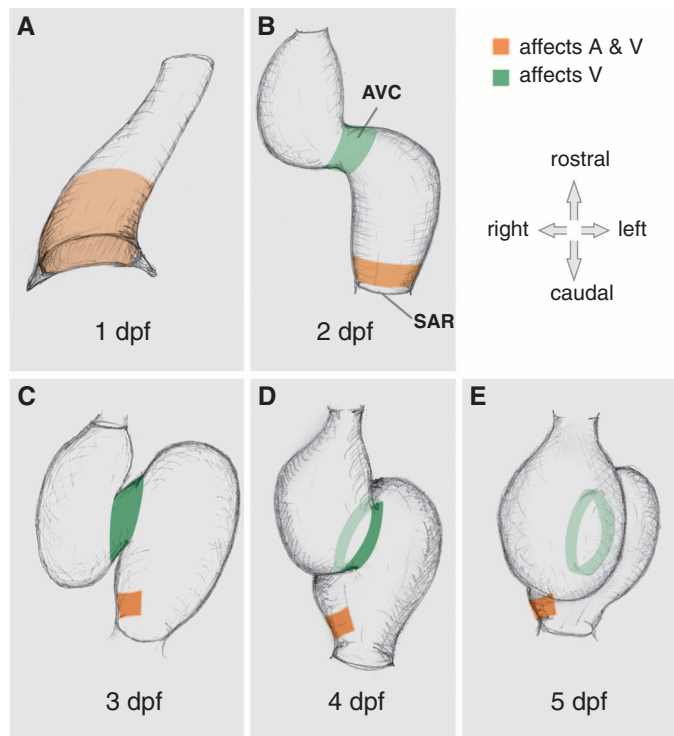 A
B
affects A & V
affects V
AVC
rostral
right
left
caudal
SAR
1 dpf
2 dpf
C
D
E
3 dpf
4 dpf
5 dpf